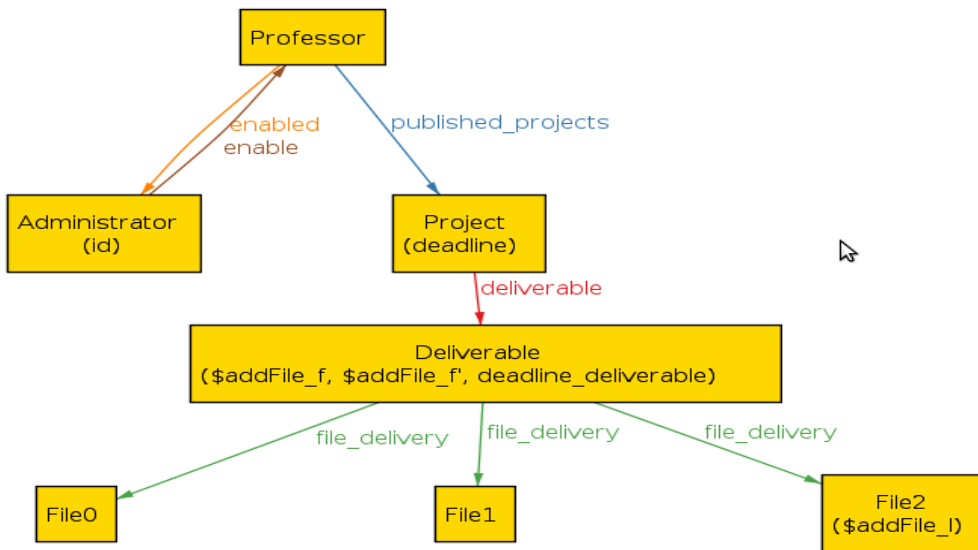 Professor
enabled
enable
published_projects
Administrator
(id)
Project
(deadline)
deliverable
Deliverable
($addFile_f, $addFile_f', deadline_deliverable)
file_delivery
file_delivery
file_delivery
File0
File1
File2
($addFile_l)